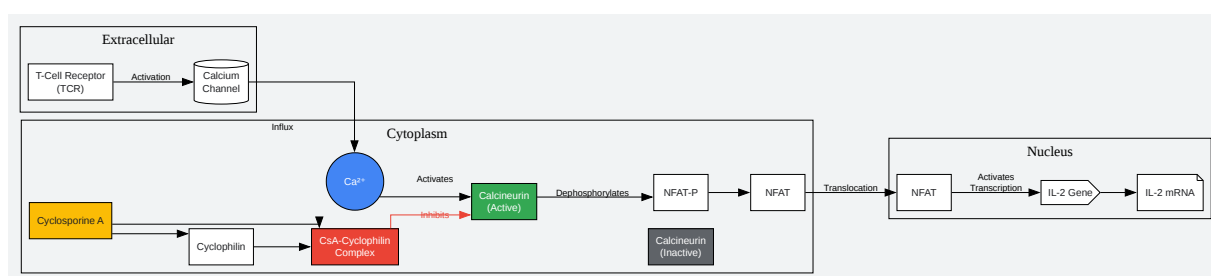 Extracellular
T-Cell Receptor
(TCR)
Activation
Calcium
Channel
Influx
Cytoplasm
Ca²⁺
Activates
Calcineurin
(Active)
Dephosphorylates
NFAT-P
NFAT
Translocation
Nucleus
NFAT
Activates
Transcription
IL-2 Gene
IL-2 mRNA
Cyclosporine A
Cyclophilin
CsA-Cyclophilin
Complex
Inhibits
Calcineurin
(Inactive)